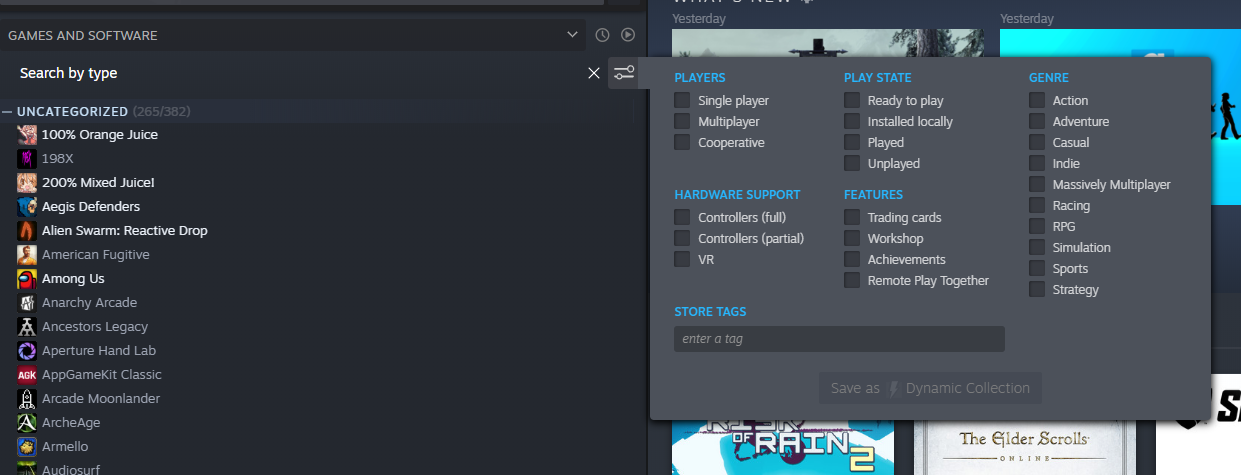 WHAT'S NEW
Yesterday
Yesterday
GAMES AND SOFTWARE
Search by type
UNCATEGORIZED (265/382)
100% Orange Juice
198X
200% Mixed Juice!
Aegis Defenders
Alien Swarm: Reactive Drop
American Fugitive
Among Us
Anarchy Arcade
Ancestors Legacy
Aperture Hand Lab
AGK AppGameKit Classic
Arcade Moonlander
ArcheAge
Armello
Audiosurf
PLAYERS
Single player
Multiplayer
Cooperative
PLAY STATE
Ready to play
Installed locally
Played
Unplayed
GENRE
Action
Adventure
Casual
Indie
Massively Multiplayer
Racing
RPG
Simulation
Sports
Strategy
HARDWARE SUPPORT
Controllers (full)
Controllers (partial)
VR
FEATURES
Trading cards
Workshop
Achievements
Remote Play Together
STORE TAGS
enter a tag
Save as Dynamic Collection
RISK
OF RAIN 2
The Elder Scrolls
ONLINE